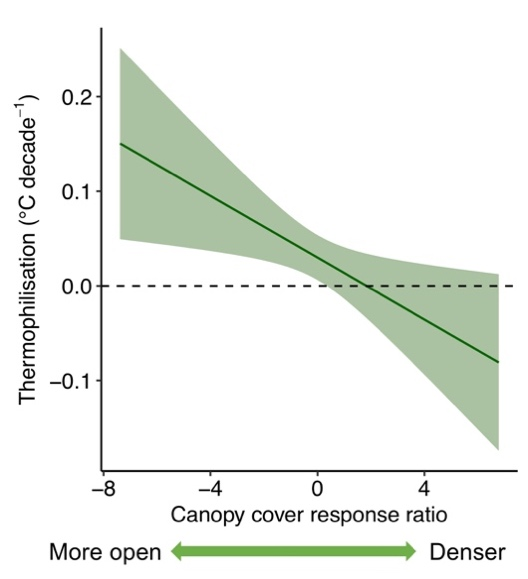 Thermophilisation (°C decade⁻¹)
0.2
0.1
0.0
−0.1
−8
−4
0
4
Canopy cover response ratio
More open
Denser